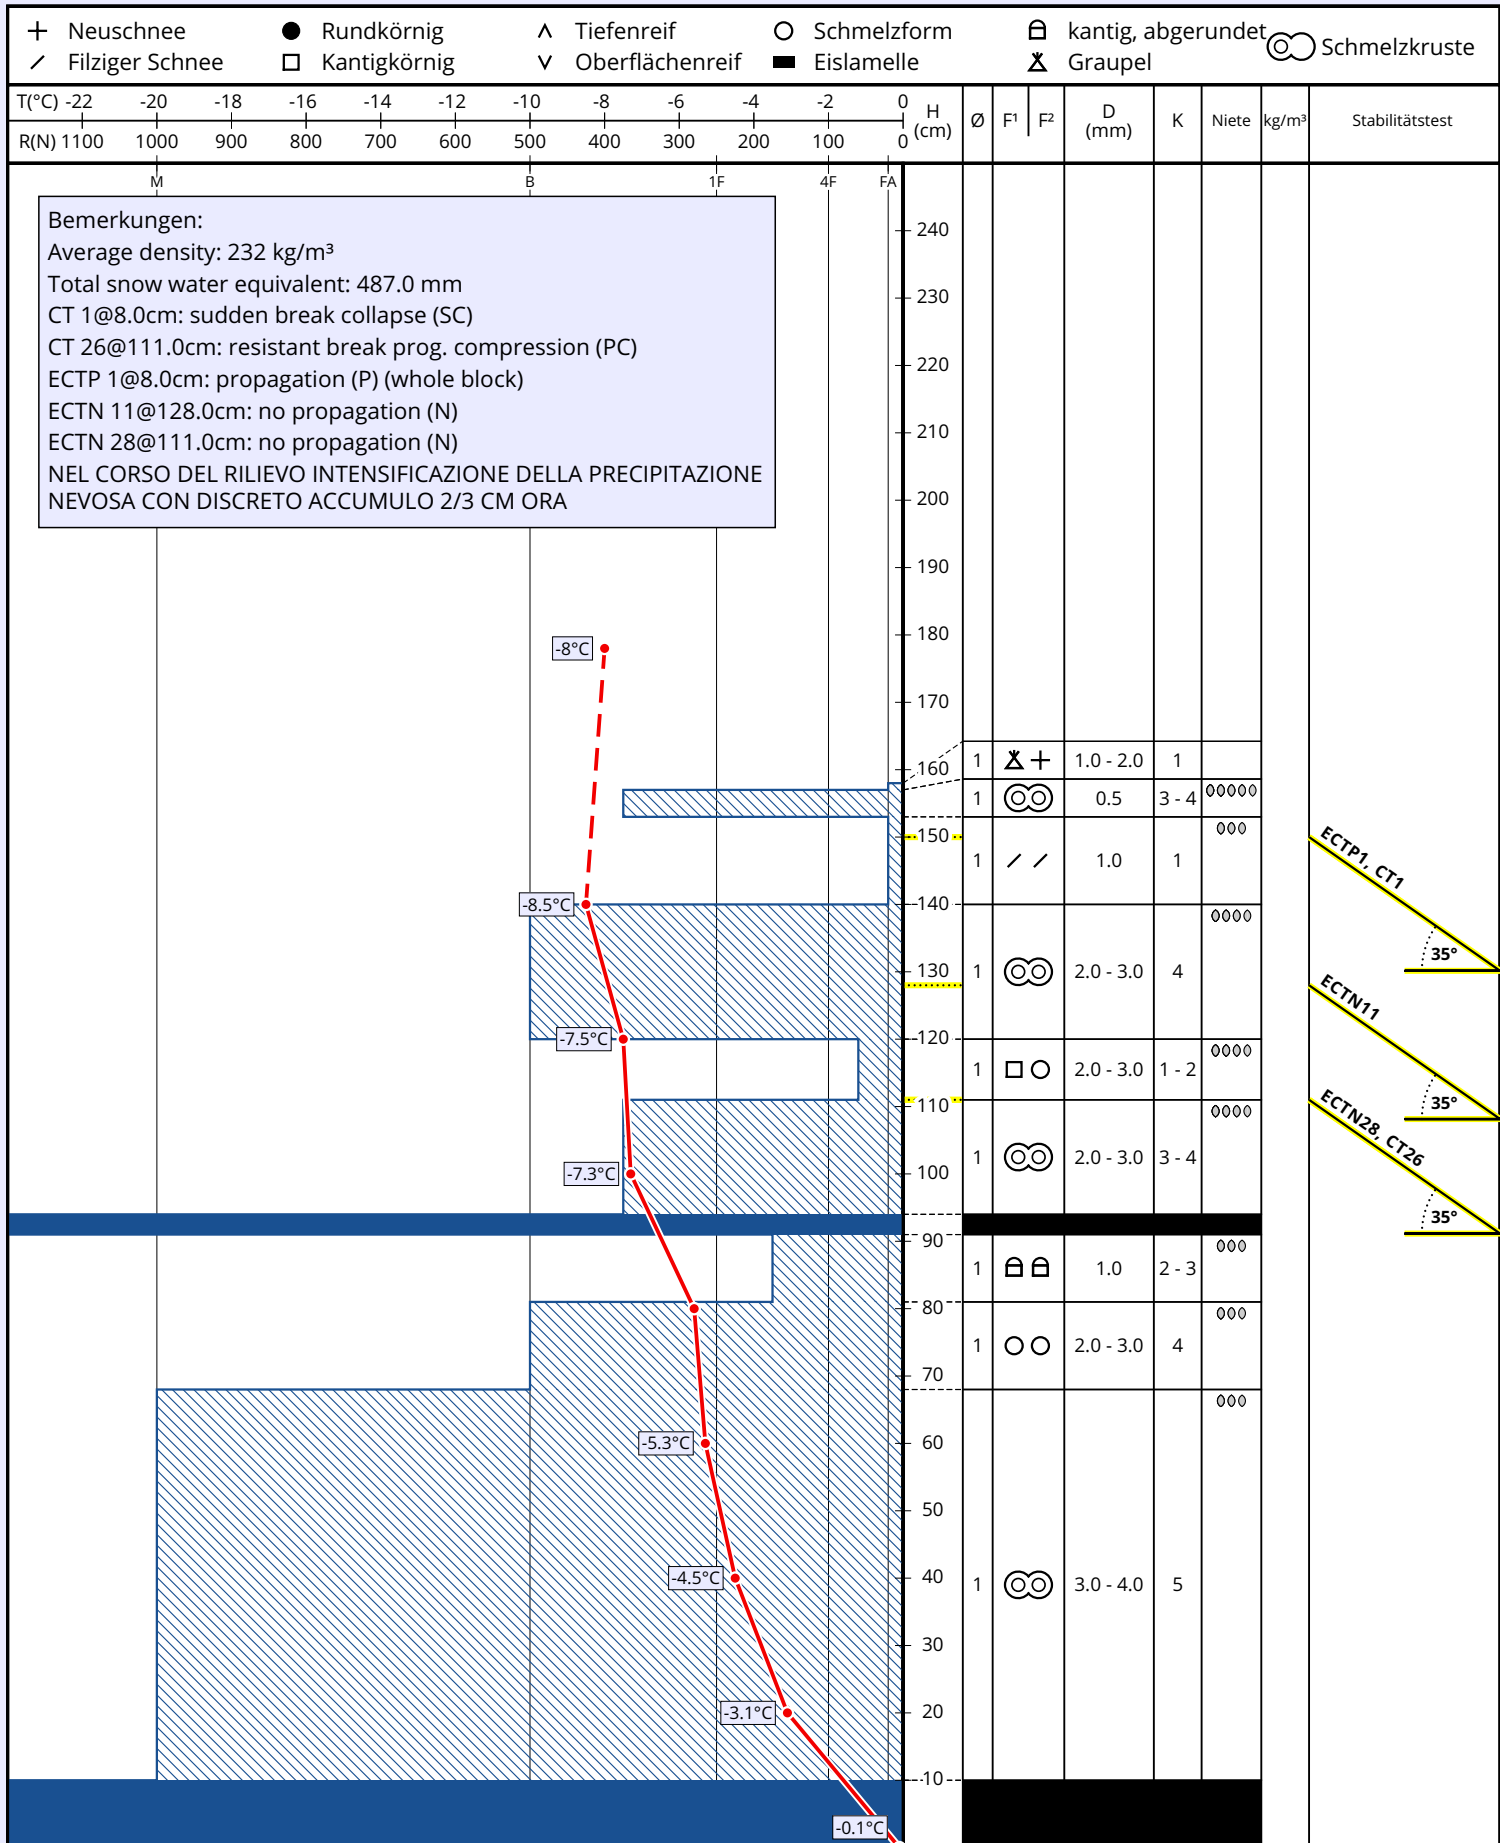 Neuschnee Rundkörnig Tiefenreif Schmelzform kantig, abgerundet Schmelzkruste
Filziger Schnee Kantigkörnig Oberflächenreif Eislamelle Graupel
T(°C) -22 -20 -18 -16 -14 -12 -10 -8 -6 -4 -2 0
R(N) 1100 1000 900 800 700 600 500 400 300 200 100 0
H (cm) Ø F¹ F² D (mm) K Niete kg/m³ Stabilitätstest
M B 1F 4F FA
Bemerkungen:
Average density: 232 kg/m³
Total snow water equivalent: 487.0 mm
CT 1@8.0cm: sudden break collapse (SC)
CT 26@111.0cm: resistant break prog. compression (PC)
ECTP 1@8.0cm: propagation (P) (whole block)
ECTN 11@128.0cm: no propagation (N)
ECTN 28@111.0cm: no propagation (N)
NEL CORSO DEL RILIEVO INTENSIFICAZIONE DELLA PRECIPITAZIONE
NEVOSA CON DISCRETO ACCUMULO 2/3 CM ORA
240
230
220
210
200
190
180
-8°C
170
1 1.0 - 2.0 1
160
1 0.5 3 - 4
150
ECTP1, CT1
1 1.0 1
-8.5°C 140
35°
130 1 2.0 - 3.0 4
ECTN11
-7.5°C 120
1 2.0 - 3.0 1 - 2
35°
110
ECTN28, CT26
1 2.0 - 3.0 3 - 4
-7.3°C 100
35°
90
1 1.0 2 - 3
80
1 2.0 - 3.0 4
70
-5.3°C 60
50
-4.5°C 40
1 3.0 - 4.0 5
30
-3.1°C 20
10
-0.1°C